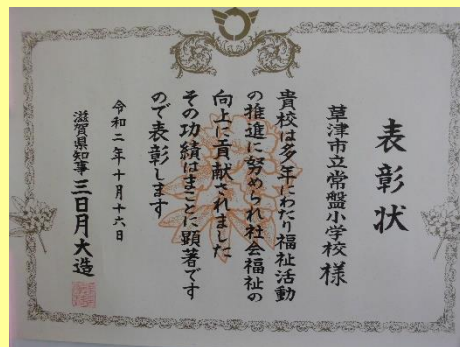 表彰状
草津市立常盤小学校様
貴校は多年にわたり福祉活動
の推進に努められ社会福祉の
向上に貢献されました
その功績はまことに顕著です
ので表彰します
令和二年十月十六日
滋賀県知事 三日月大造